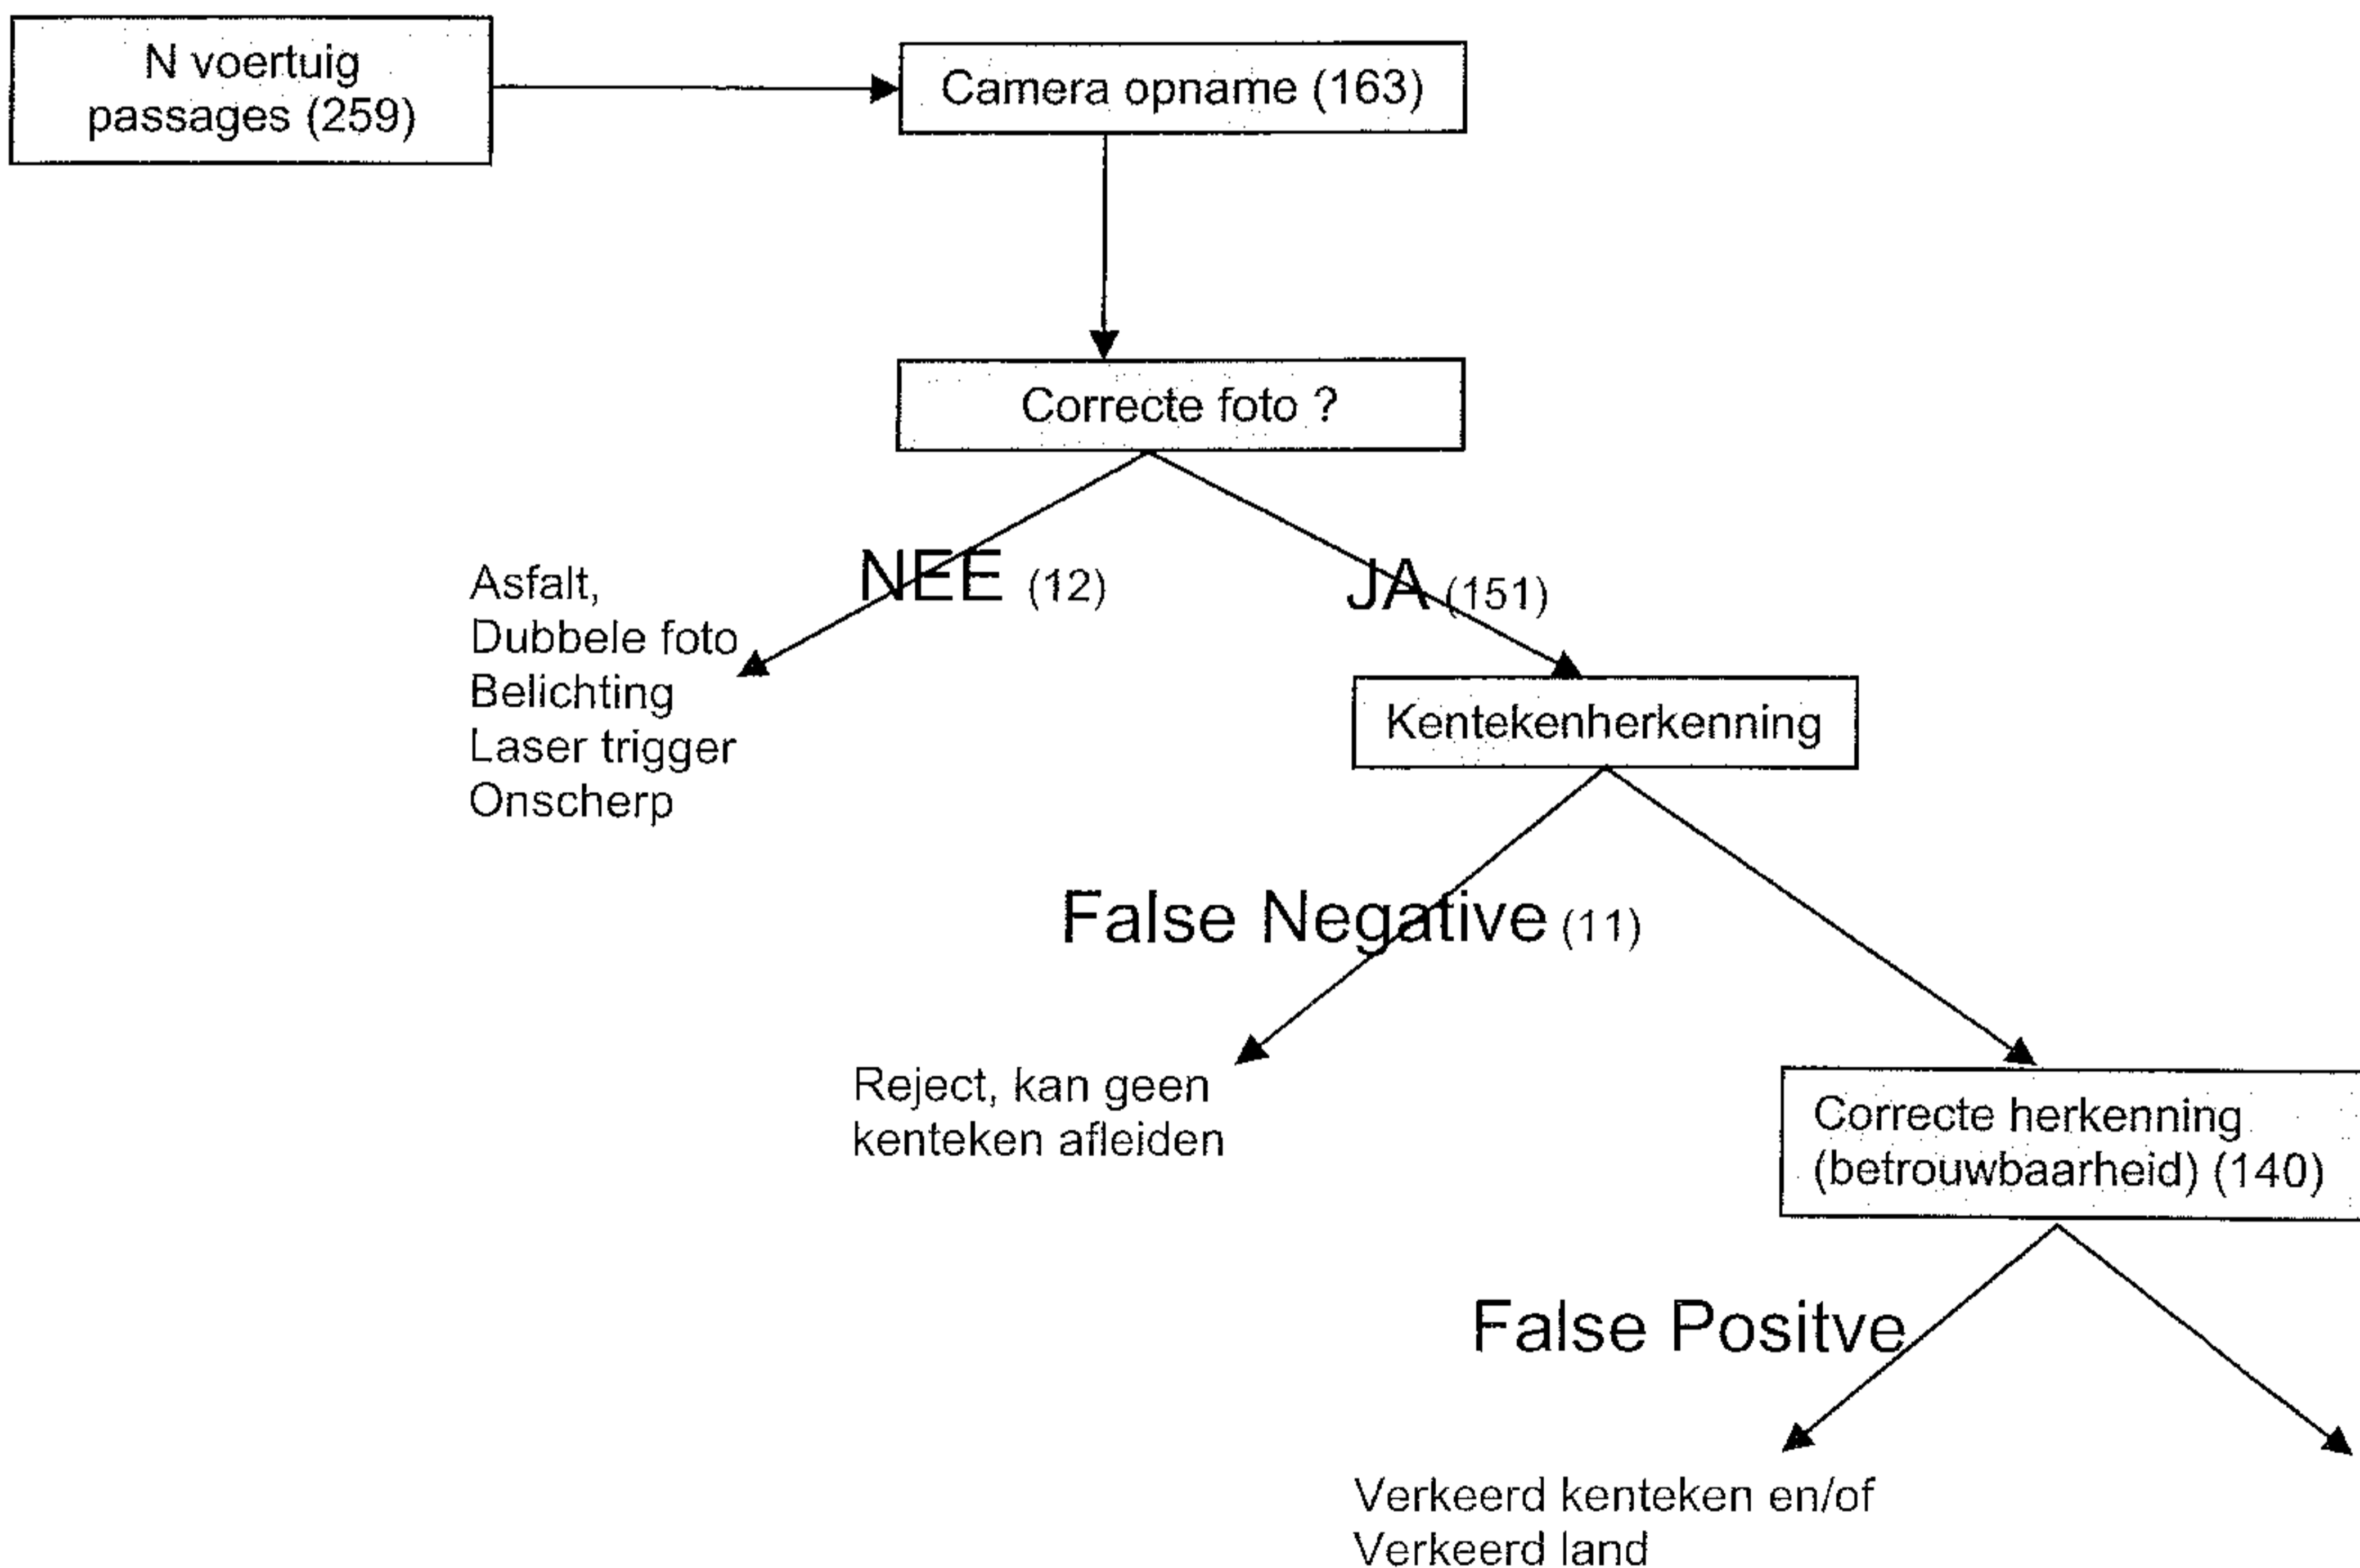 N voertuig
passages (259)
Camera opname (163)
Correcte foto ?
NEE (12)
JA (151)
Asfalt,
Dubbele foto
Belichting
Laser trigger
Onscherp
Kentekenherkenning
False Negative (11)
Reject, kan geen
kenteken afleiden
Correcte herkenning
(betrouwbaarheid) (140)
False Positve
Verkeerd kenteken en/of
Verkeerd land